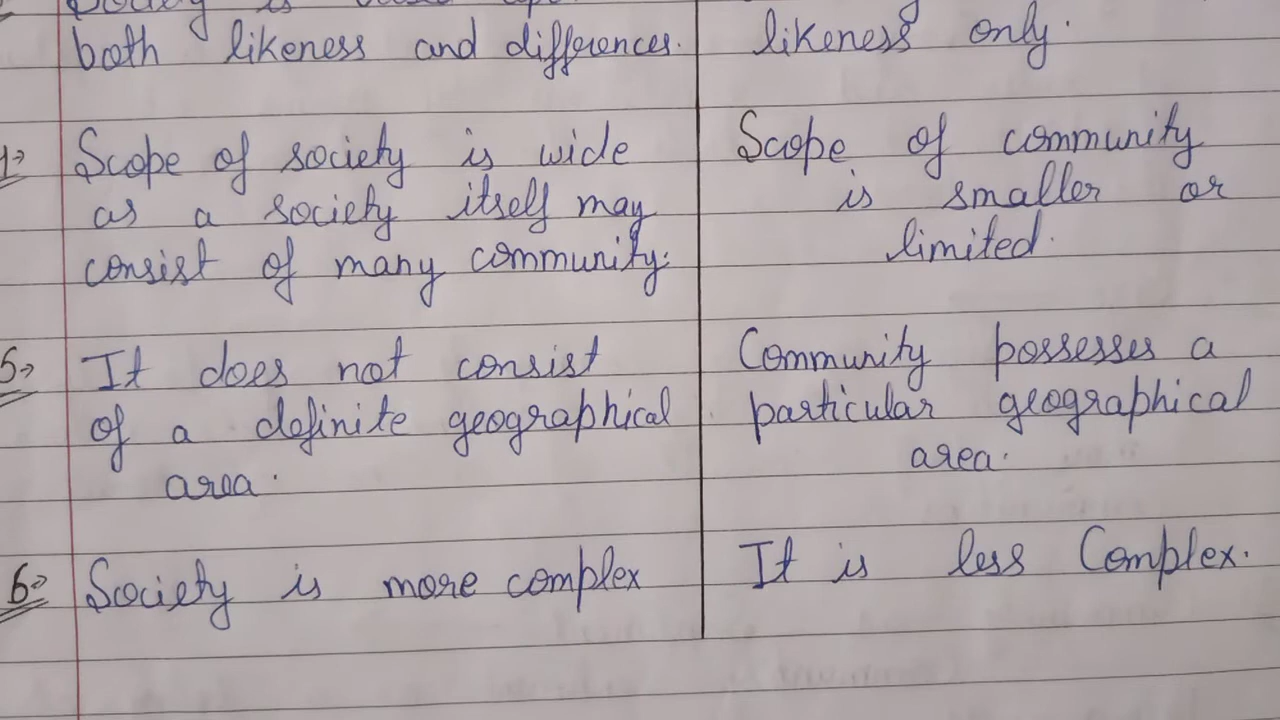 Society is
both likeness and differences.
likeness only.
Scope of society is wide
as a society itself may
consist of many community.
Scope of community
is smaller or
limited.
5→
It does not consist
of a definite geographical
area.
Community possesses a
particular geographical
area.
6→
Society is more complex
It is less Complex.